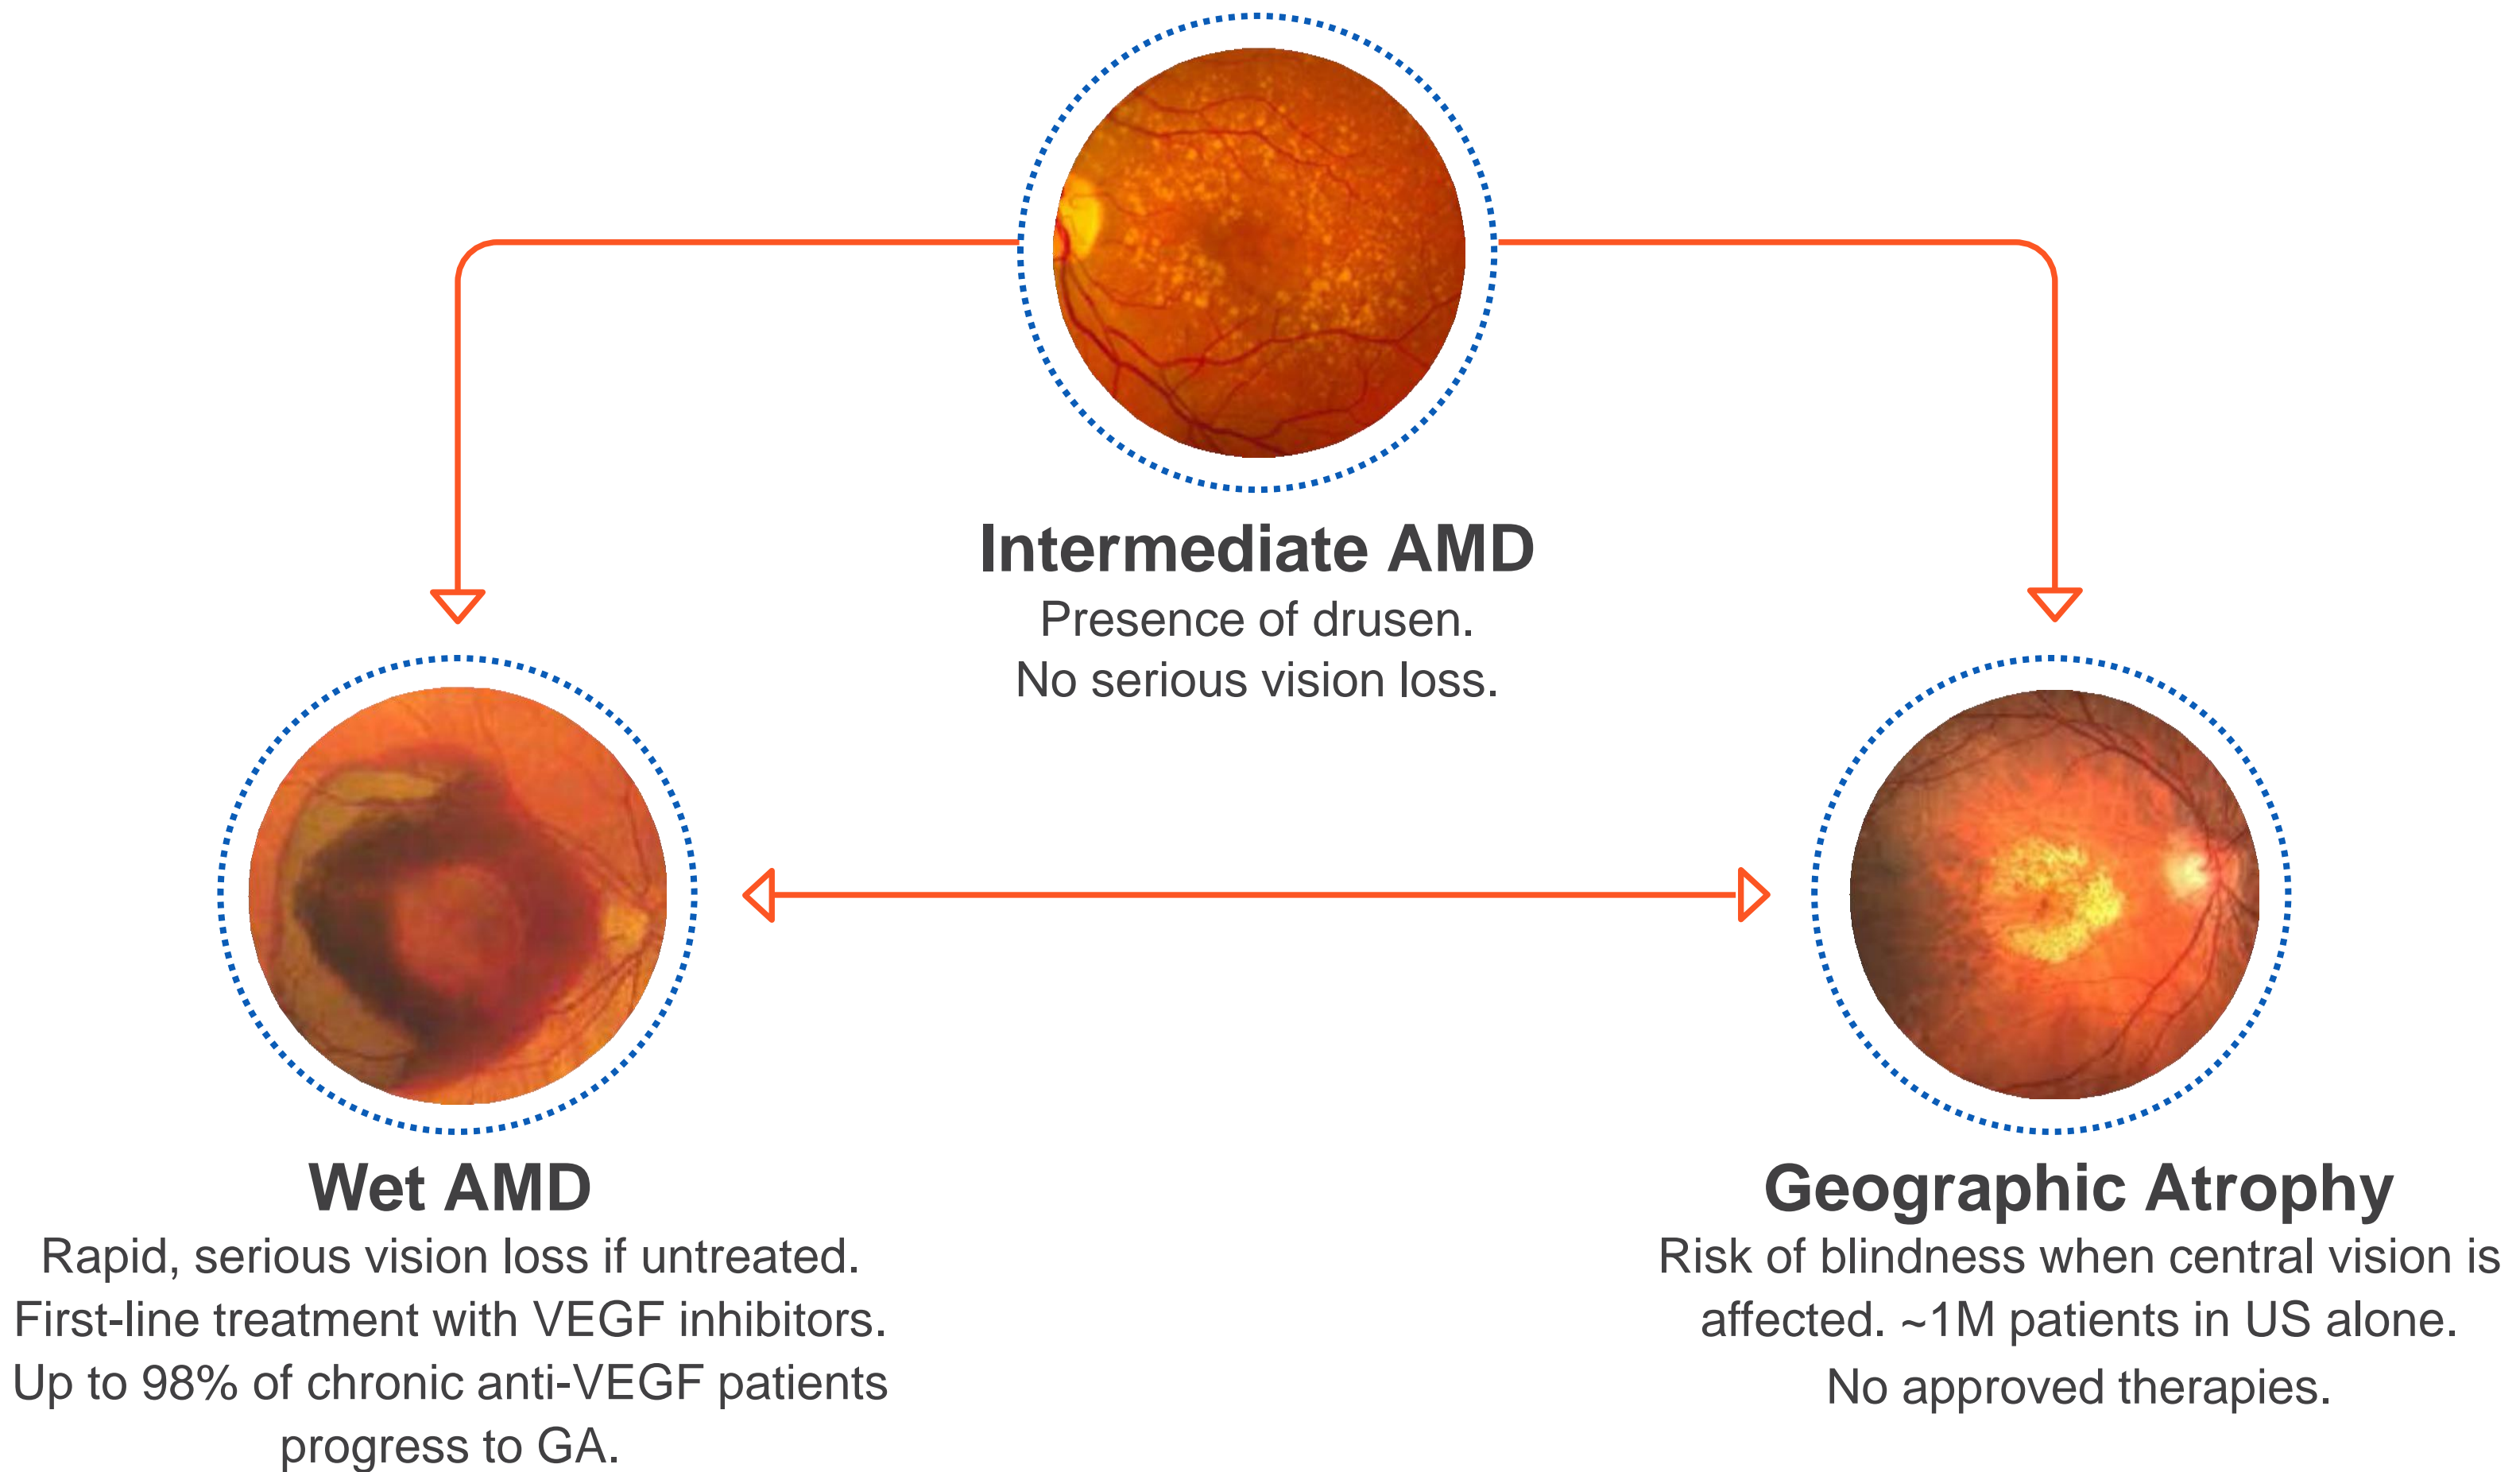 Intermediate AMD
Presence of drusen.
No serious vision loss.
Wet AMD
Rapid, serious vision loss if untreated.
First-line treatment with VEGF inhibitors.
Up to 98% of chronic anti-VEGF patients
progress to GA.
Geographic Atrophy
Risk of blindness when central vision is
affected. ~1M patients in US alone.
No approved therapies.